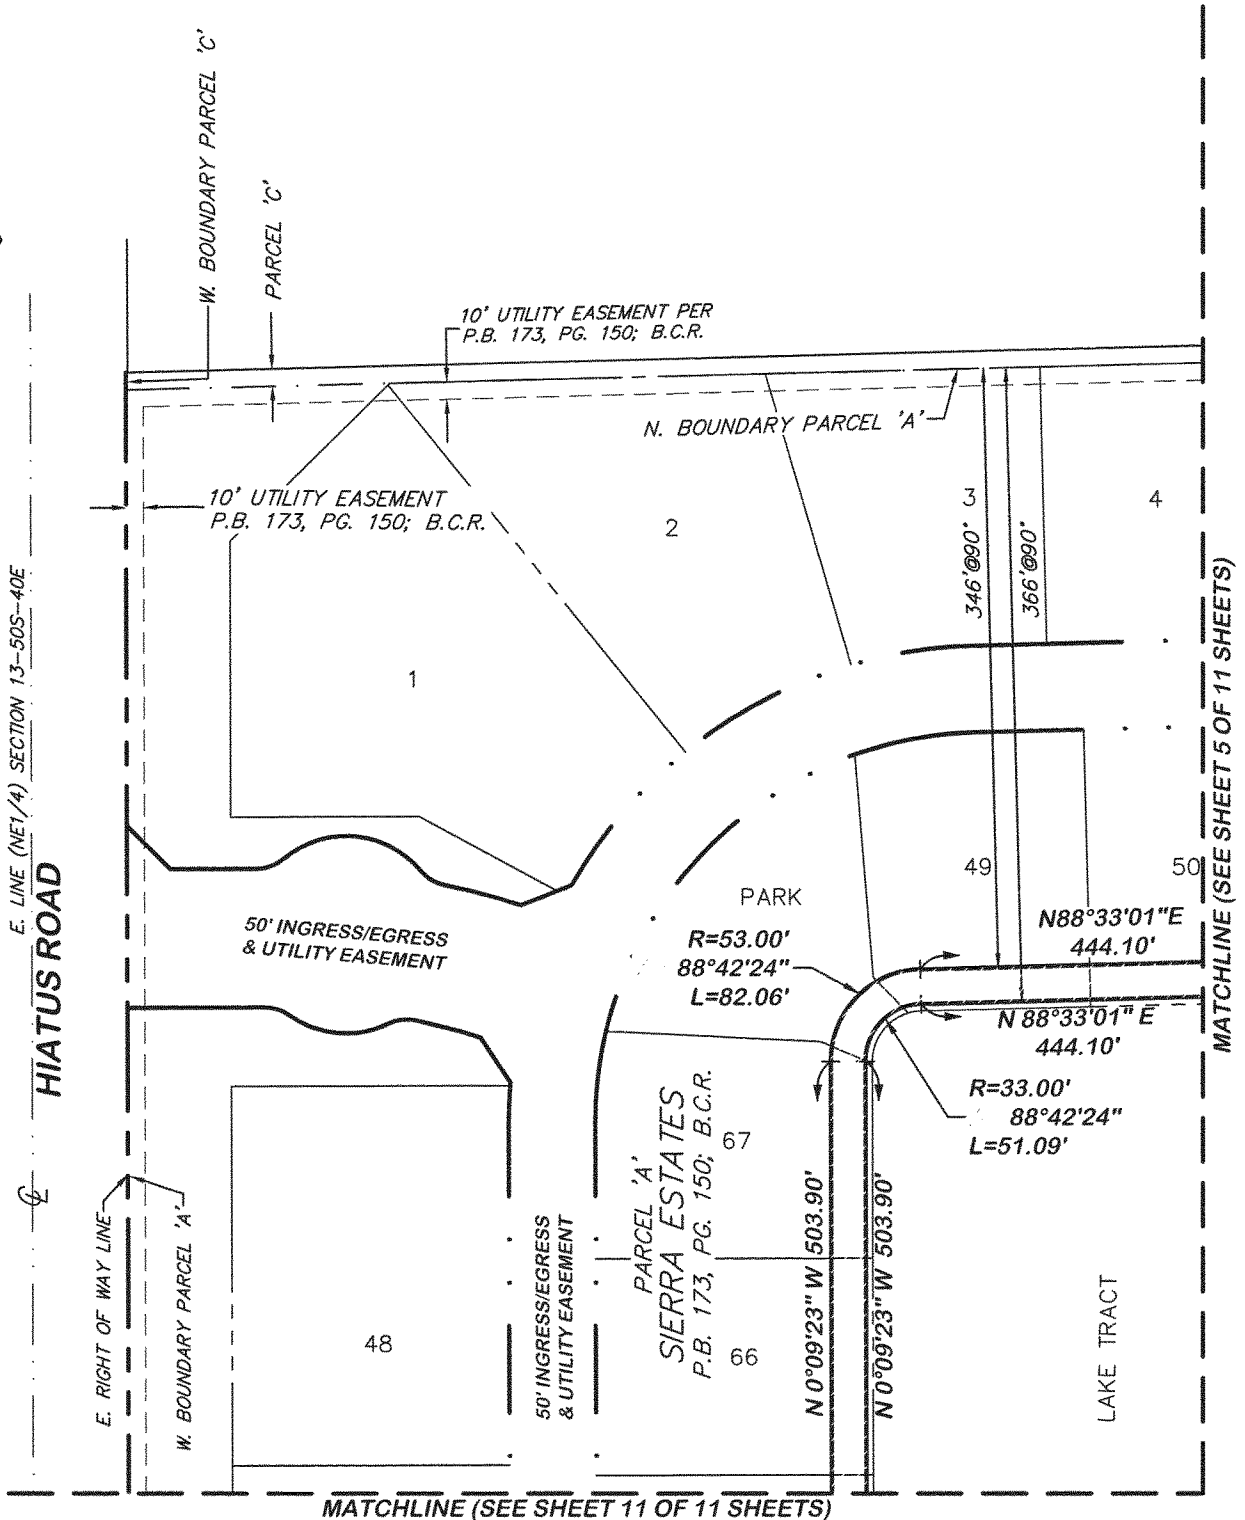 W. BOUNDARY PARCEL 'C'
PARCEL 'C'
10' UTILITY EASEMENT PER
P.B. 173, PG. 150; B.C.R.
N. BOUNDARY PARCEL 'A'
10' UTILITY EASEMENT
P.B. 173, PG. 150; B.C.R.
1
2
3
4
346'@90°
366'@90°
E. LINE (NE1/4) SECTION 13-50S-40E
HIATUS ROAD
MATCHLINE (SEE SHEET 5 OF 11 SHEETS)
49
50
PARK
50' INGRESS/EGRESS
& UTILITY EASEMENT
R=53.00'
88°42'24"
L=82.06'
N88°33'01"E
444.10'
N 88°33'01" E
444.10'
R=33.00'
88°42'24"
L=51.09'
E. RIGHT OF WAY LINE
W. BOUNDARY PARCEL 'A'
48
50' INGRESS/EGRESS
& UTILITY EASEMENT
PARCEL 'A'
SIERRA ESTATES
P.B. 173, PG. 150; B.C.R.
67
66
N 0°09'23" W 503.90'
N 0°09'23" W 503.90'
LAKE TRACT
MATCHLINE (SEE SHEET 11 OF 11 SHEETS)